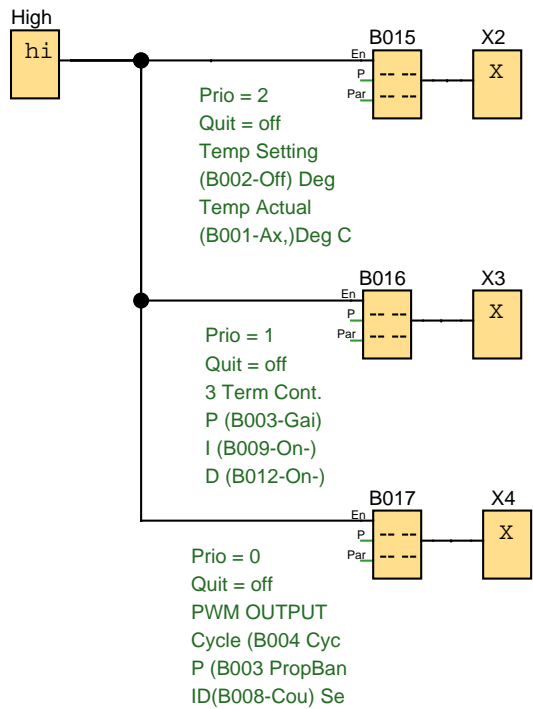 High
hi
B015
X2
En
P
Par
X
Prio = 2
Quit = off
Temp Setting
(B002-Off) Deg
Temp Actual
(B001-Ax,)Deg C
B016
X3
En
P
Par
X
Prio = 1
Quit = off
3 Term Cont.
P (B003-Gai)
I (B009-On-)
D (B012-On-)
B017
X4
En
P
Par
X
Prio = 0
Quit = off
PWM OUTPUT
Cycle (B004 Cyc
P (B003 PropBan
ID(B008-Cou) Se